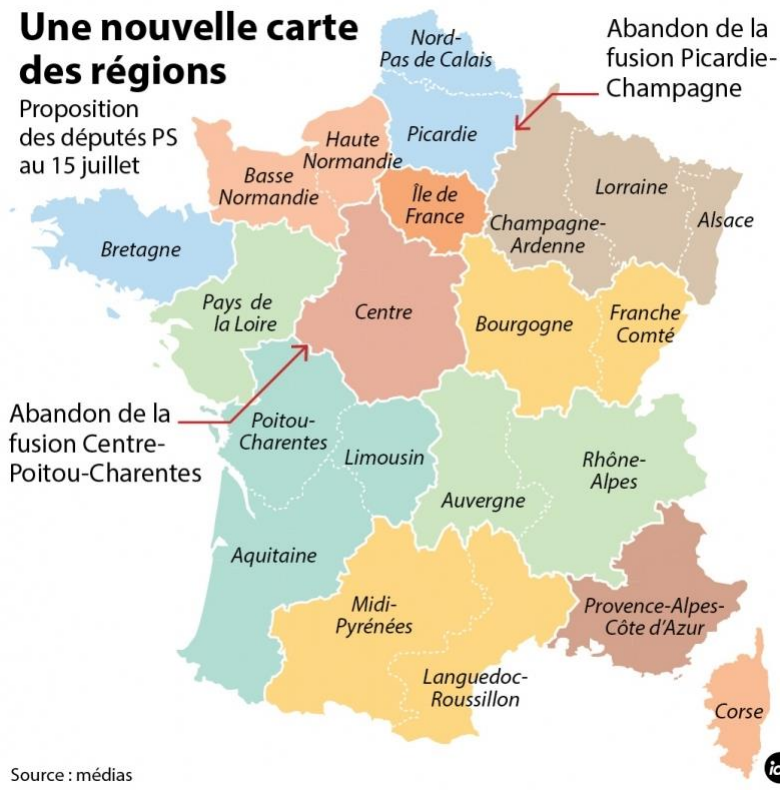 Une nouvelle carte
des régions
Proposition
des députés PS
au 15 juillet
Abandon de la
fusion Picardie-
Champagne
Nord-
Pas de Calais
Picardie
Haute
Normandie
Basse
Normandie
Île de
France
Champagne-
Ardenne
Lorraine
Alsace
Bretagne
Pays de
la Loire
Centre
Bourgogne
Franche
Comté
Abandon de la
fusion Centre-
Poitou-Charentes
Poitou-
Charentes
Limousin
Auvergne
Rhône-
Alpes
Aquitaine
Midi-
Pyrénées
Languedoc-
Roussillon
Provence-Alpes-
Côte d'Azur
Corse
Source : médias